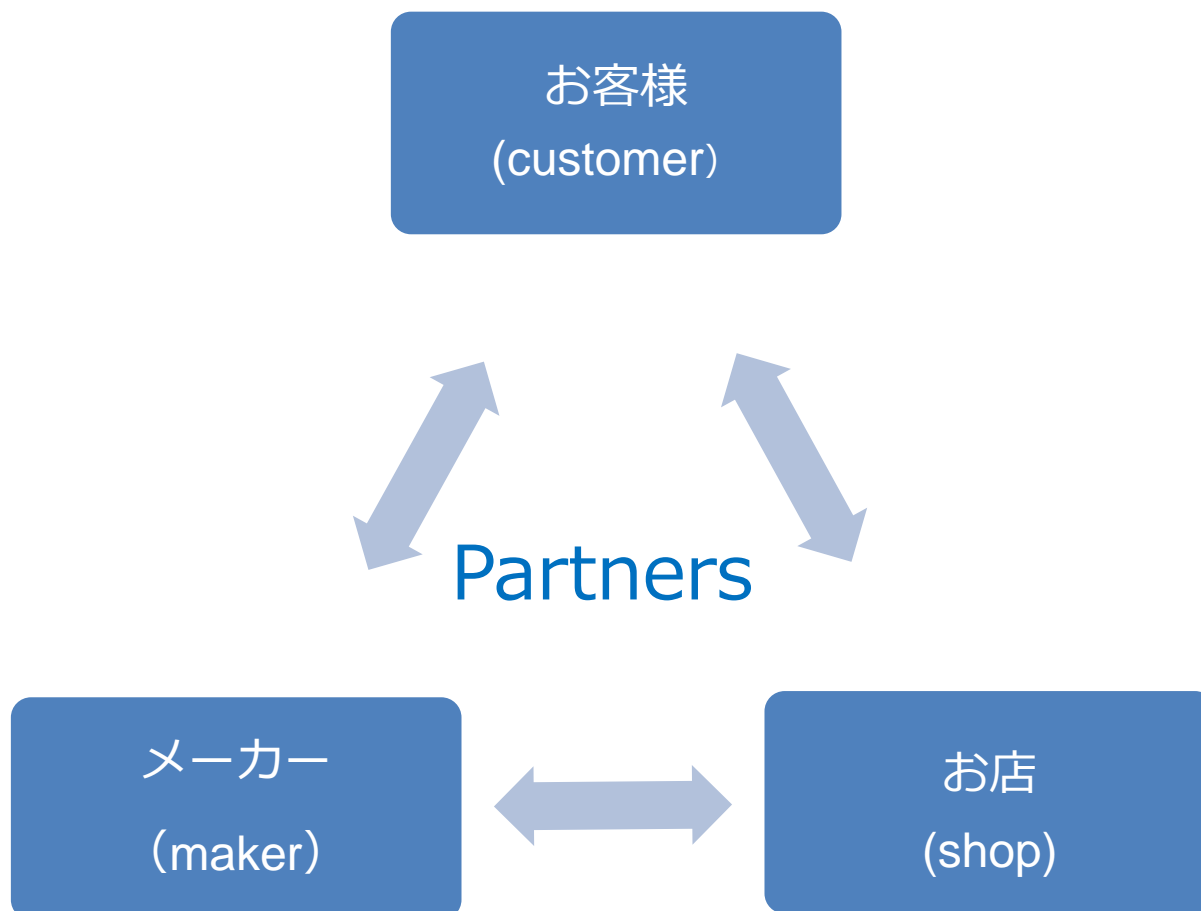 お客様
(customer）
Partners
メーカー
（maker）
お店
(shop)